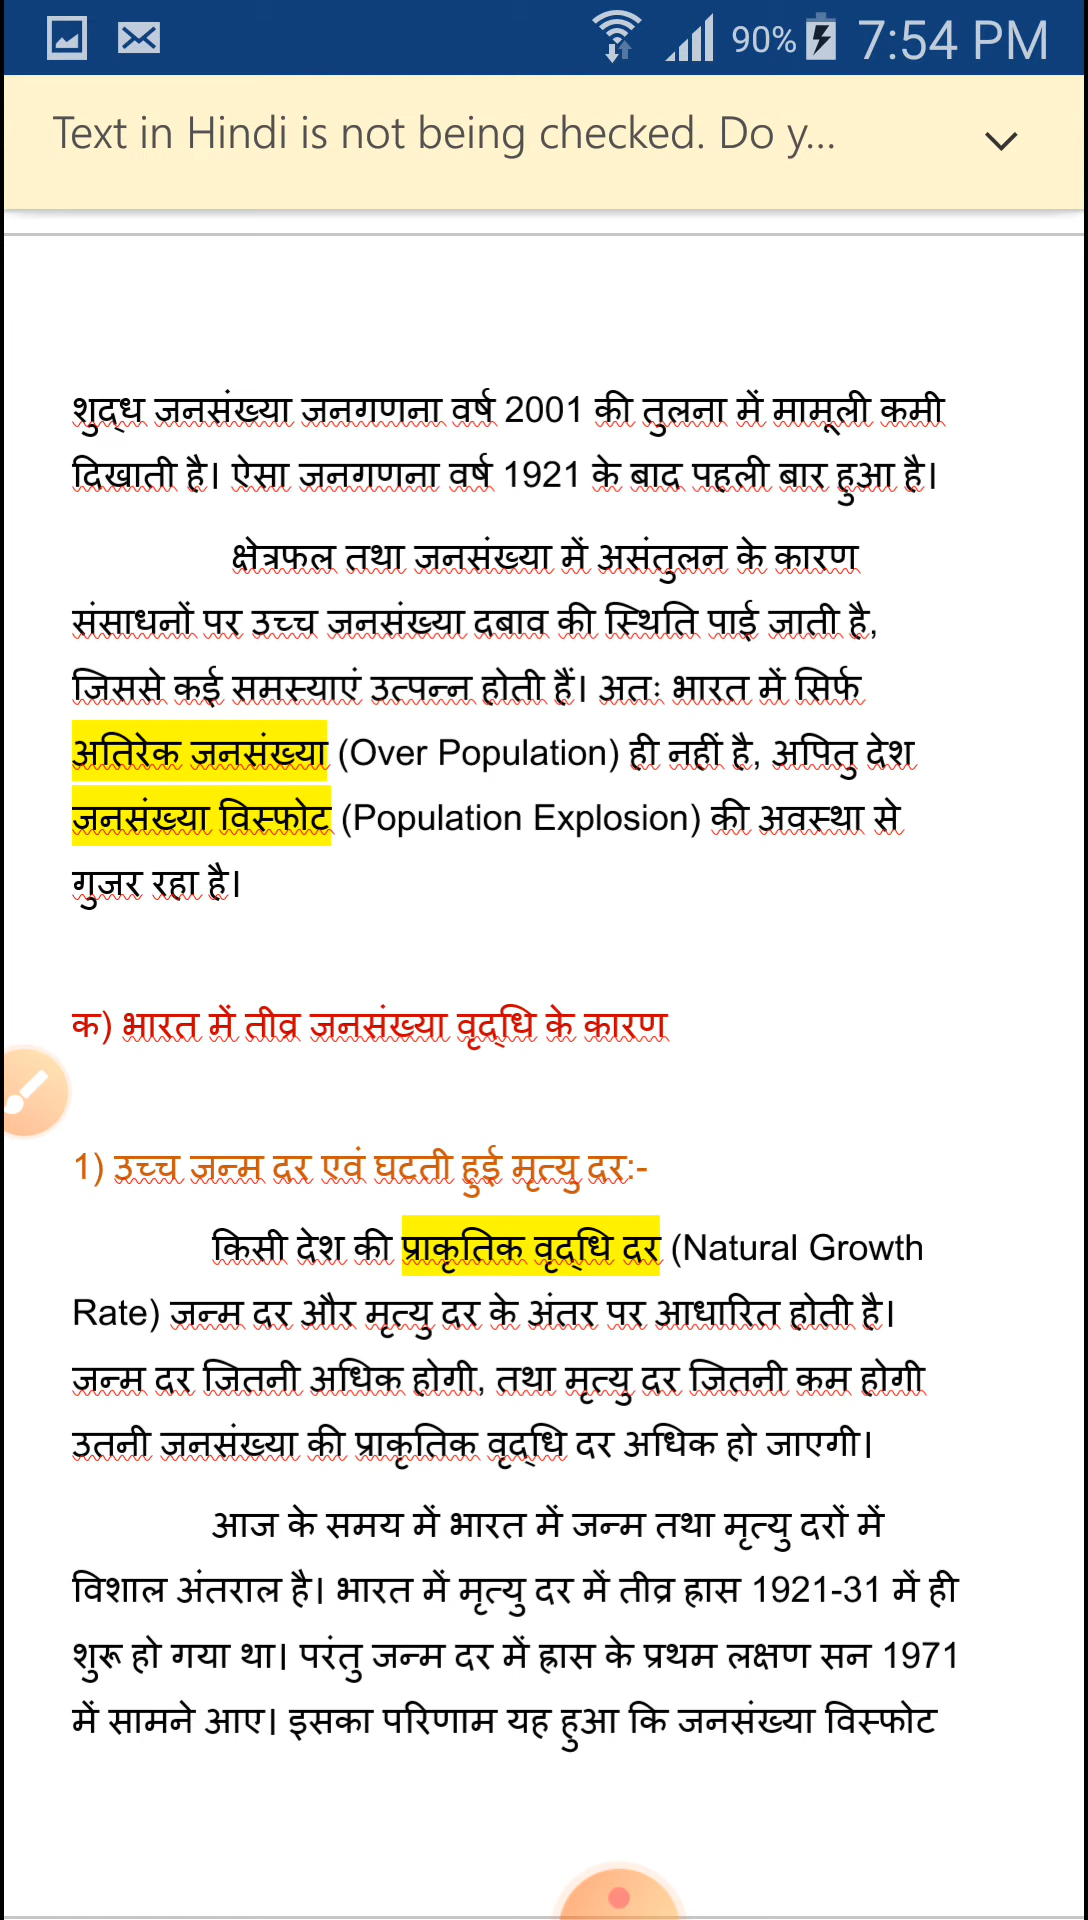 90% 7:54 PM
Text in Hindi is not being checked. Do y...
शुद्ध जनसंख्या जनगणना वर्ष 2001 की तुलना में मामूली कमी
दिखाती है। ऐसा जनगणना वर्ष 1921 के बाद पहली बार हुआ है।
क्षेत्रफल तथा जनसंख्या में असंतुलन के कारण
संसाधनों पर उच्च जनसंख्या दबाव की स्थिति पाई जाती है,
जिससे कई समस्याएं उत्पन्न होती हैं। अतः भारत में सिर्फ
अतिरेक जनसंख्या (Over Population) ही नहीं है, अपितु देश
जनसंख्या विस्फोट (Population Explosion) की अवस्था से
गुजर रहा है।
क) भारत में तीव्र जनसंख्या वृद्धि के कारण
1) उच्च जन्म दर एवं घटती हुई मृत्यु दर:-
किसी देश की प्राकृतिक वृद्धि दर (Natural Growth
Rate) जन्म दर और मृत्यु दर के अंतर पर आधारित होती है।
जन्म दर जितनी अधिक होगी, तथा मृत्यु दर जितनी कम होगी
उतनी जनसंख्या की प्राकृतिक वृद्धि दर अधिक हो जाएगी।
आज के समय में भारत में जन्म तथा मृत्यु दरों में
विशाल अंतराल है। भारत में मृत्यु दर में तीव्र ह्रास 1921-31 में ही
शुरू हो गया था। परंतु जन्म दर में ह्रास के प्रथम लक्षण सन 1971
में सामने आए। इसका परिणाम यह हुआ कि जनसंख्या विस्फोट